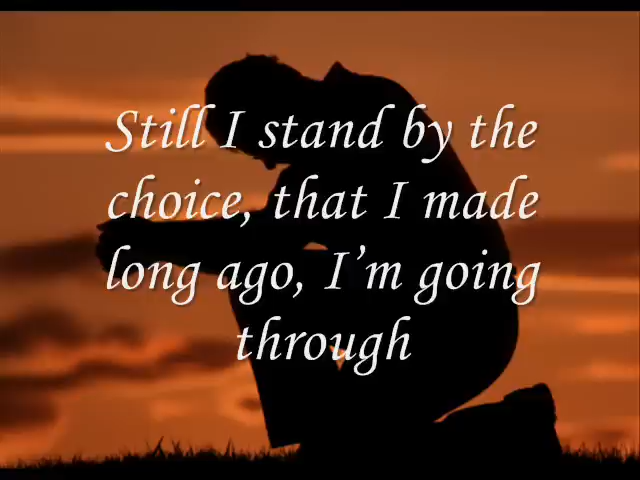 Still I stand by the
choice, that I made
long ago, I’m going
through